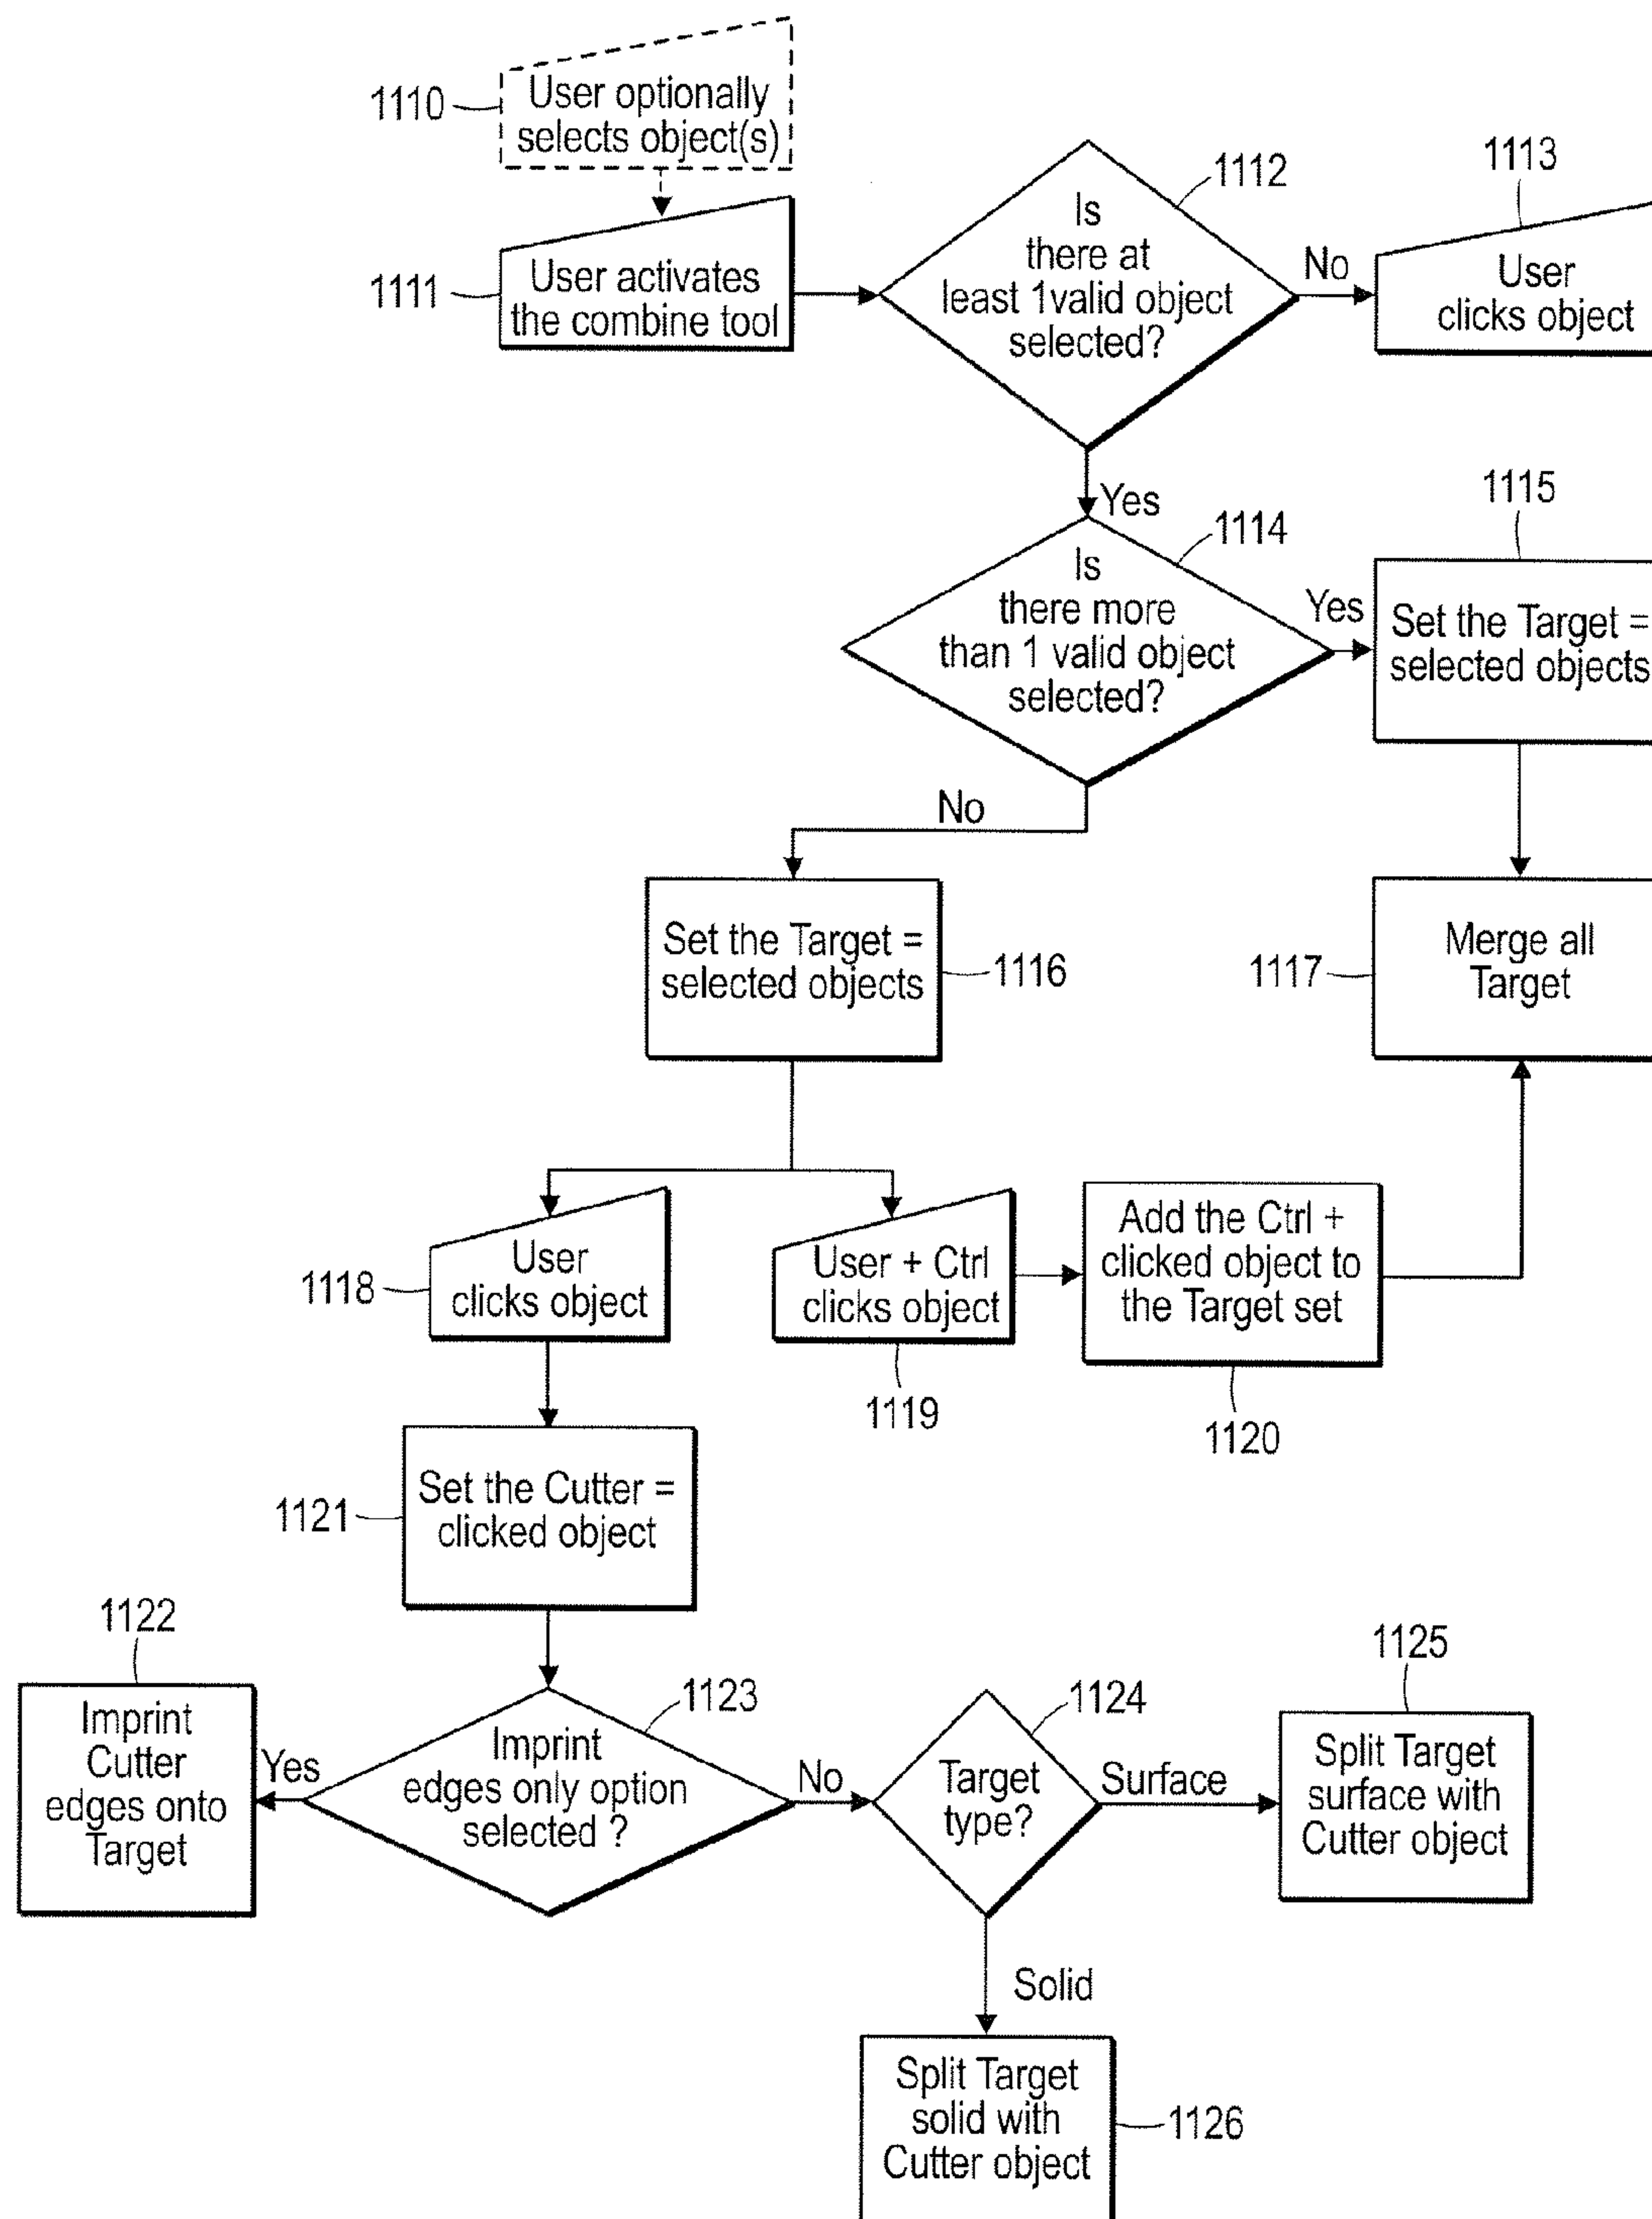 1110
User optionally
selects object(s)
1111
User activates
the combine tool
1112
Is
there at
least 1valid object
selected?
No
1113
User
clicks object
Yes
1114
Is
there more
than 1 valid object
selected?
Yes
1115
Set the Target =
selected objects
No
Set the Target =
selected objects
1116
1117
Merge all
Target
1118
User
clicks object
User + Ctrl
clicks object
1119
Add the Ctrl +
clicked object to
the Target set
1120
1121
Set the Cutter =
clicked object
1122
Imprint
Cutter
edges onto
Target
Yes
1123
Imprint
edges only option
selected ?
No
1124
Target
type?
Surface
1125
Split Target
surface with
Cutter object
Solid
Split Target
solid with
Cutter object
1126